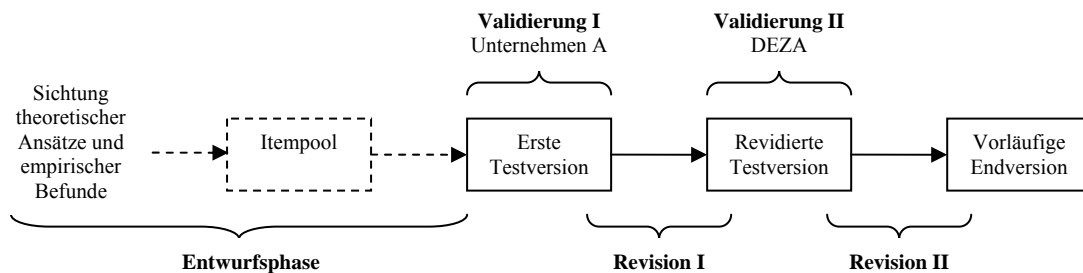 Validierung I
Unternehmen A
Validierung II
DEZA
Sichtung
theoretischer
Ansätze und
empirischer
Befunde
Itempool
Erste
Testversion
Revidierte
Testversion
Vorläufige
Endversion
Entwurfsphase
Revision I
Revision II